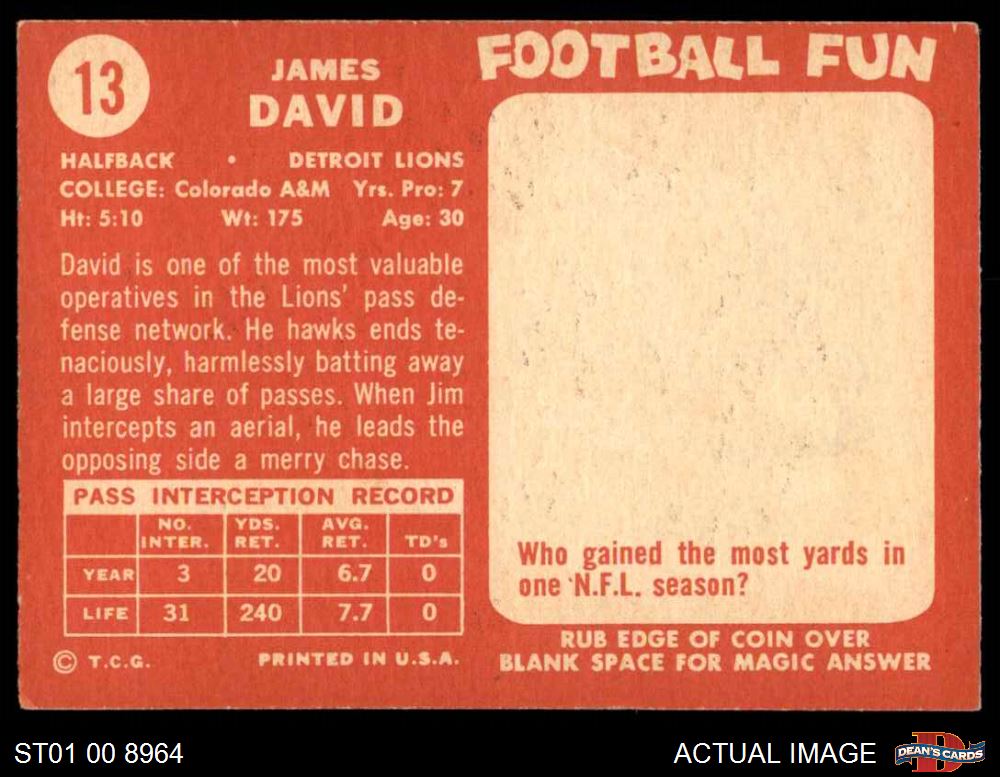 13
JAMES
DAVID
HALFBACK • DETROIT LIONS
COLLEGE: Colorado A&M Yrs. Pro: 7
Ht: 5:10 Wt: 175 Age: 30
David is one of the most valuable
operatives in the Lions' pass de-
fense network. He hawks ends te-
naciously, harmlessly batting away
a large share of passes. When Jim
intercepts an aerial, he leads the
opposing side a merry chase.
PASS INTERCEPTION RECORD
NO. INTER. YDS. RET. AVG. RET. TD's
YEAR 3 20 6.7 0
LIFE 31 240 7.7 0
© T.C.G. PRINTED IN U.S.A.
FOOTBALL FUN
Who gained the most yards in
one N.F.L. season?
RUB EDGE OF COIN OVER
BLANK SPACE FOR MAGIC ANSWER
ST01 00 8964
ACTUAL IMAGE
D
DEAN'S CARDS